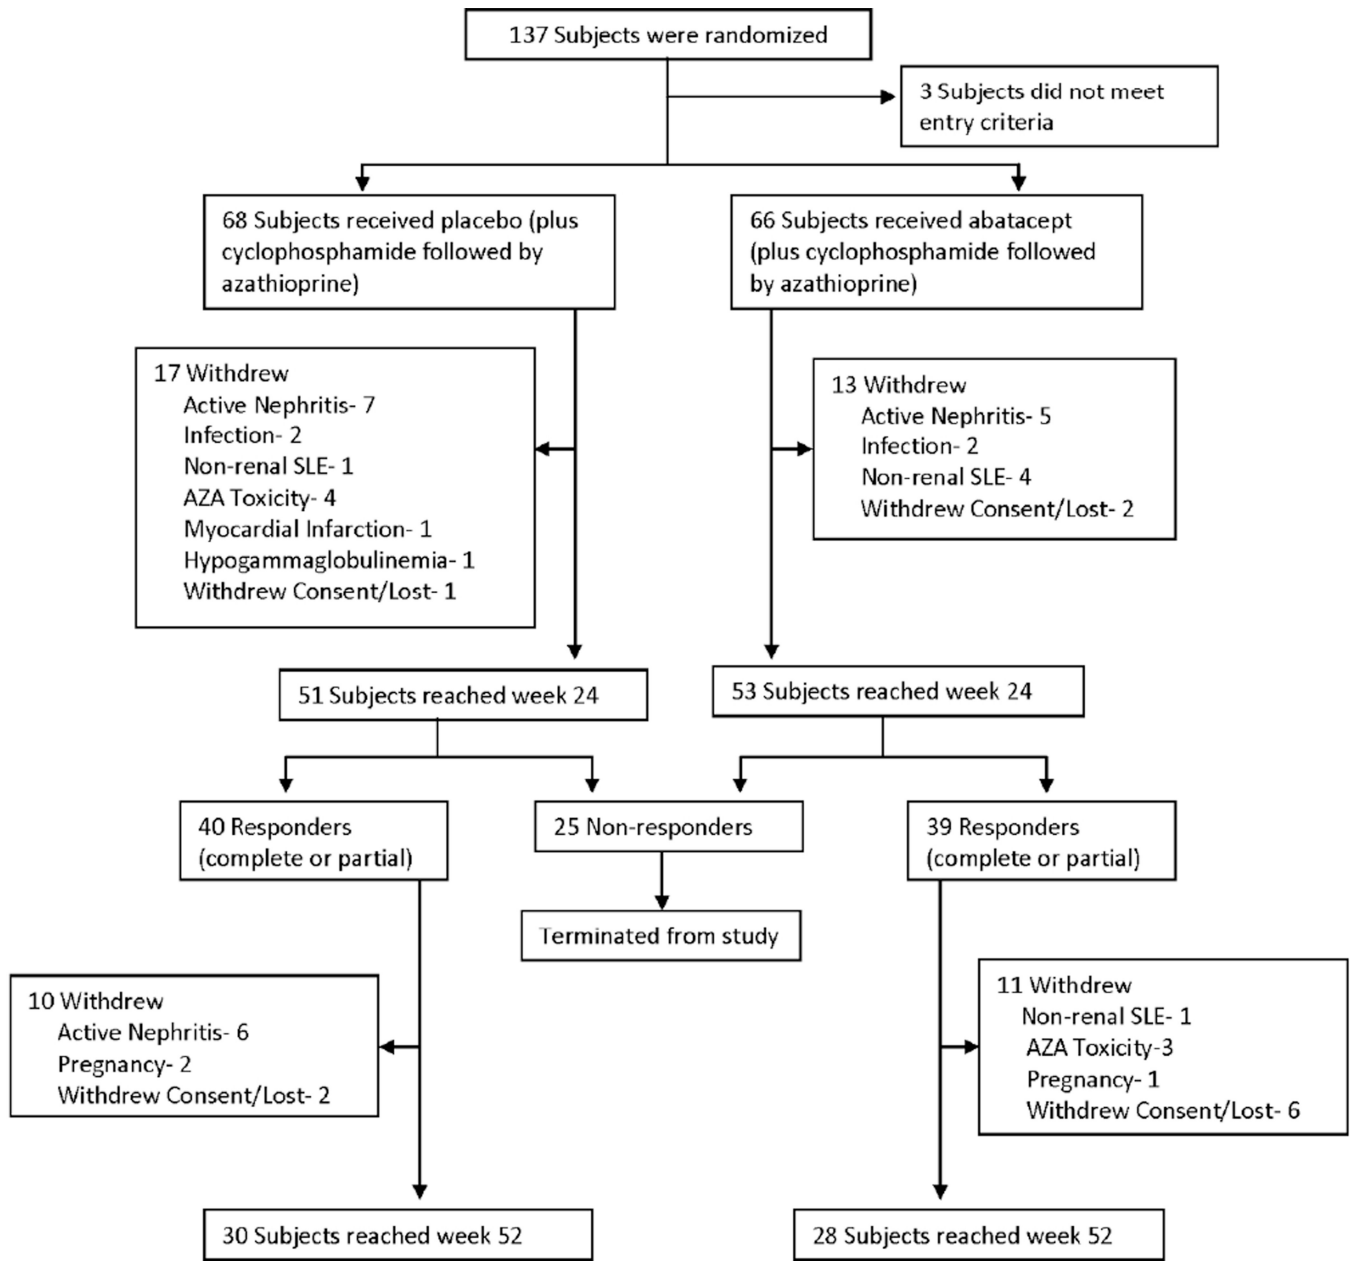 137 Subjects were randomized
3 Subjects did not meet
entry criteria
68 Subjects received placebo (plus
cyclophosphamide followed by
azathioprine)
66 Subjects received abatacept
(plus cyclophosphamide followed
by azathioprine)
17 Withdrew
Active Nephritis- 7
Infection- 2
Non-renal SLE- 1
AZA Toxicity- 4
Myocardial Infarction- 1
Hypogammaglobulinemia- 1
Withdrew Consent/Lost- 1
13 Withdrew
Active Nephritis- 5
Infection- 2
Non-renal SLE- 4
Withdrew Consent/Lost- 2
51 Subjects reached week 24
53 Subjects reached week 24
40 Responders
(complete or partial)
25 Non-responders
39 Responders
(complete or partial)
Terminated from study
10 Withdrew
Active Nephritis- 6
Pregnancy- 2
Withdrew Consent/Lost- 2
11 Withdrew
Non-renal SLE- 1
AZA Toxicity-3
Pregnancy- 1
Withdrew Consent/Lost- 6
30 Subjects reached week 52
28 Subjects reached week 52